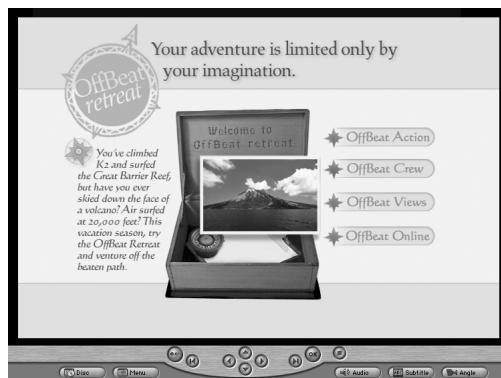 Your adventure is limited only by
your imagination.
OffBeat
retreat
You've climbed
K2 and surfed
the Great Barrier Reef,
but have you ever
skied down the face of
a volcano? Air surfed
at 20,000 feet? This
vacation season, try
the OffBeat Retreat
and venture off the
beaten path.
Welcome to
OffBeat retreat
OffBeat Action
OffBeat Crew
OffBeat Views
OffBeat Online
OK
Disc
Menu
Audio
ABC
Subtitle
Angle